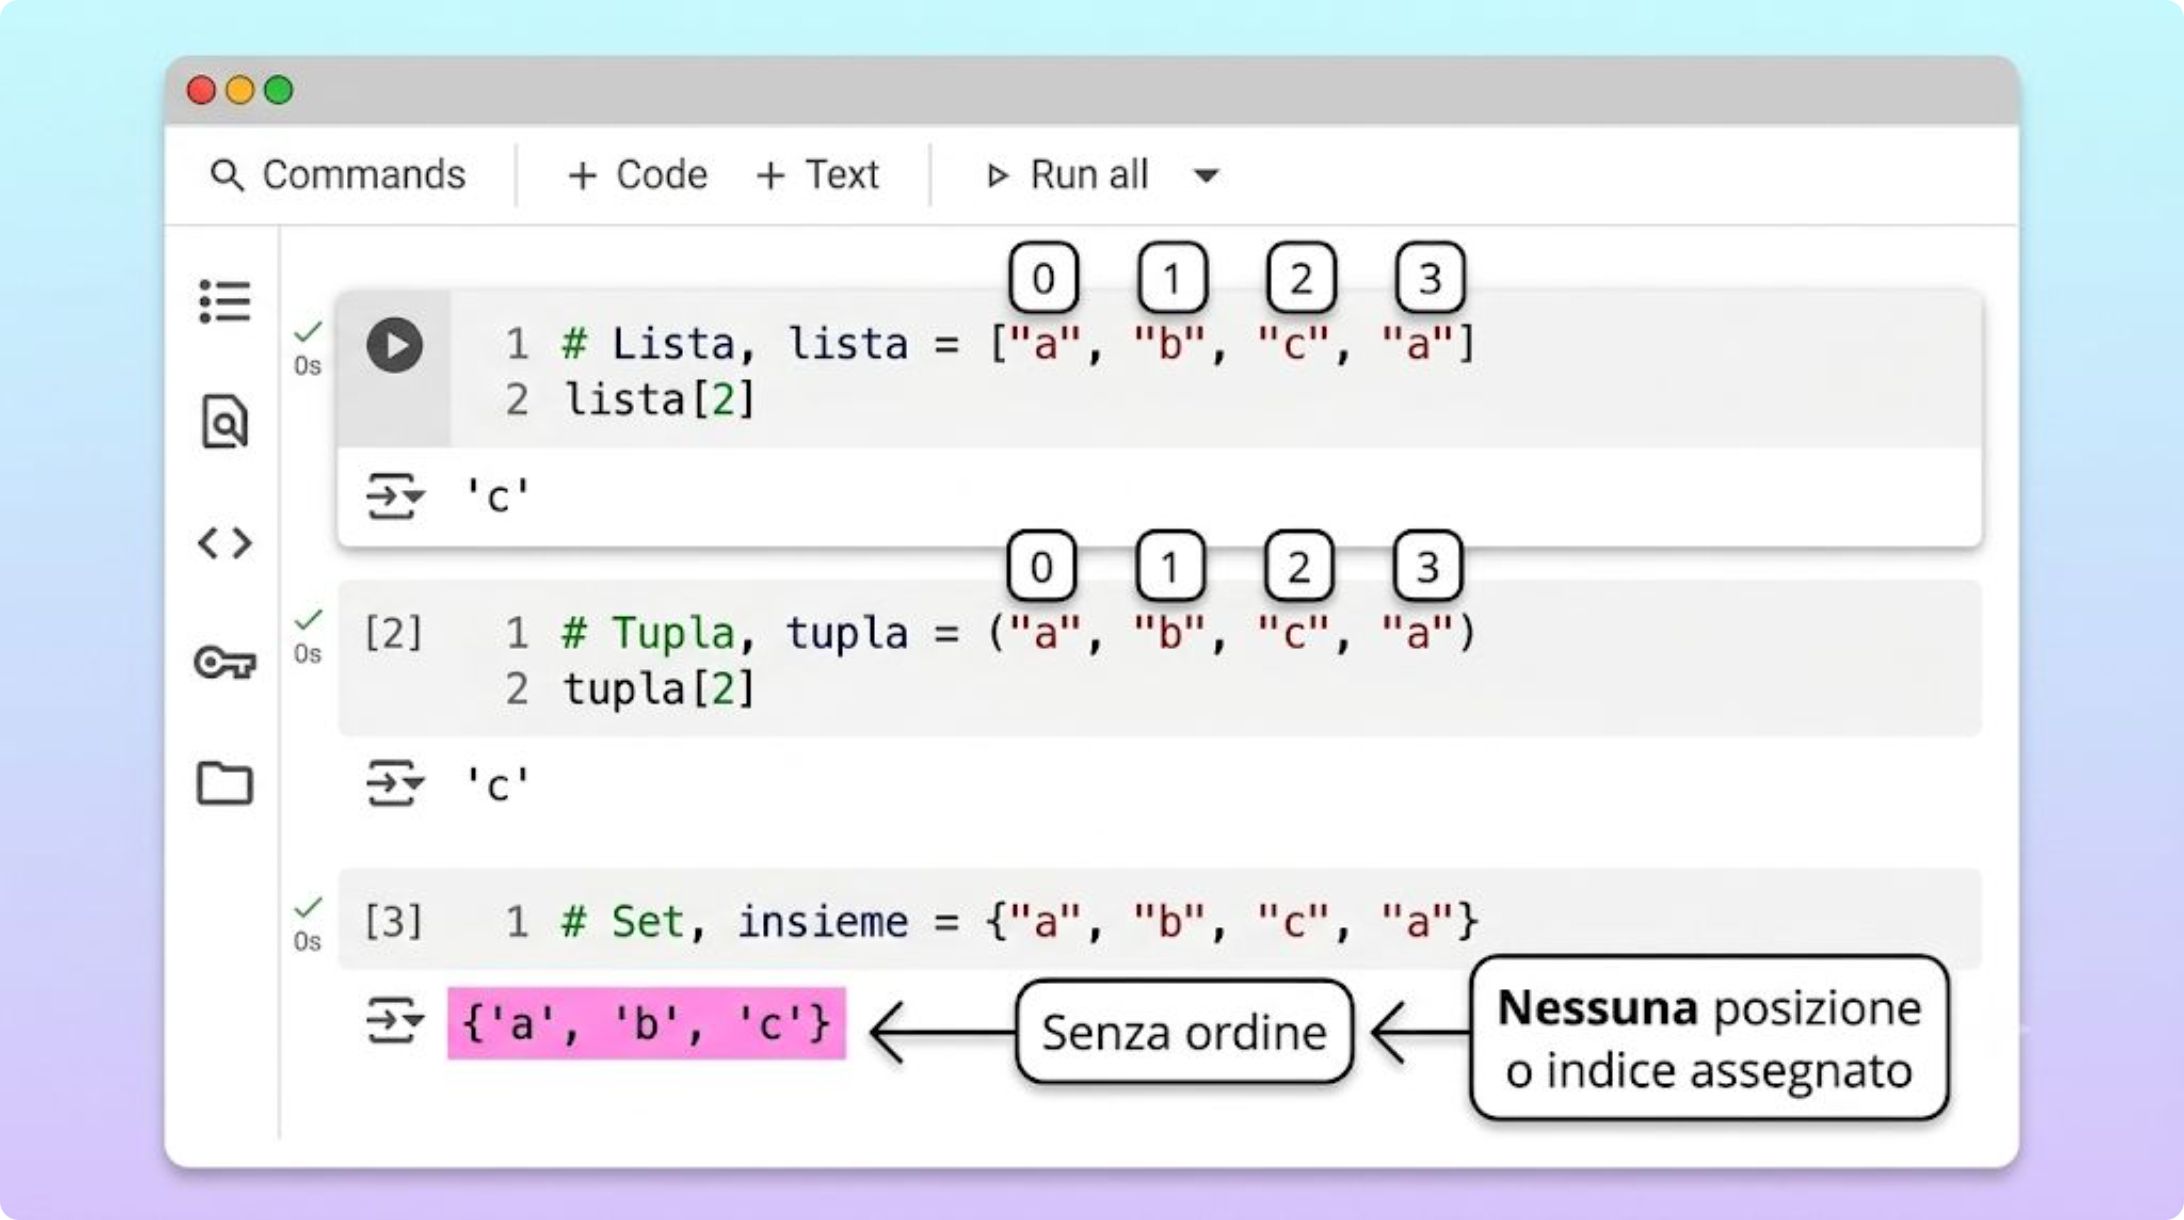 Commands + Code + Text Run all
0 1 2 3
0s 1 # Lista, lista = ["a", "b", "c", "a"]
2 lista[2]
'c'
0 1 2 3
0s [2] 1 # Tupla, tupla = ("a", "b", "c", "a")
2 tupla[2]
'c'
0s [3] 1 # Set, insieme = {"a", "b", "c", "a"}
{'a', 'b', 'c'}
Senza ordine
Nessuna posizione
o indice assegnato